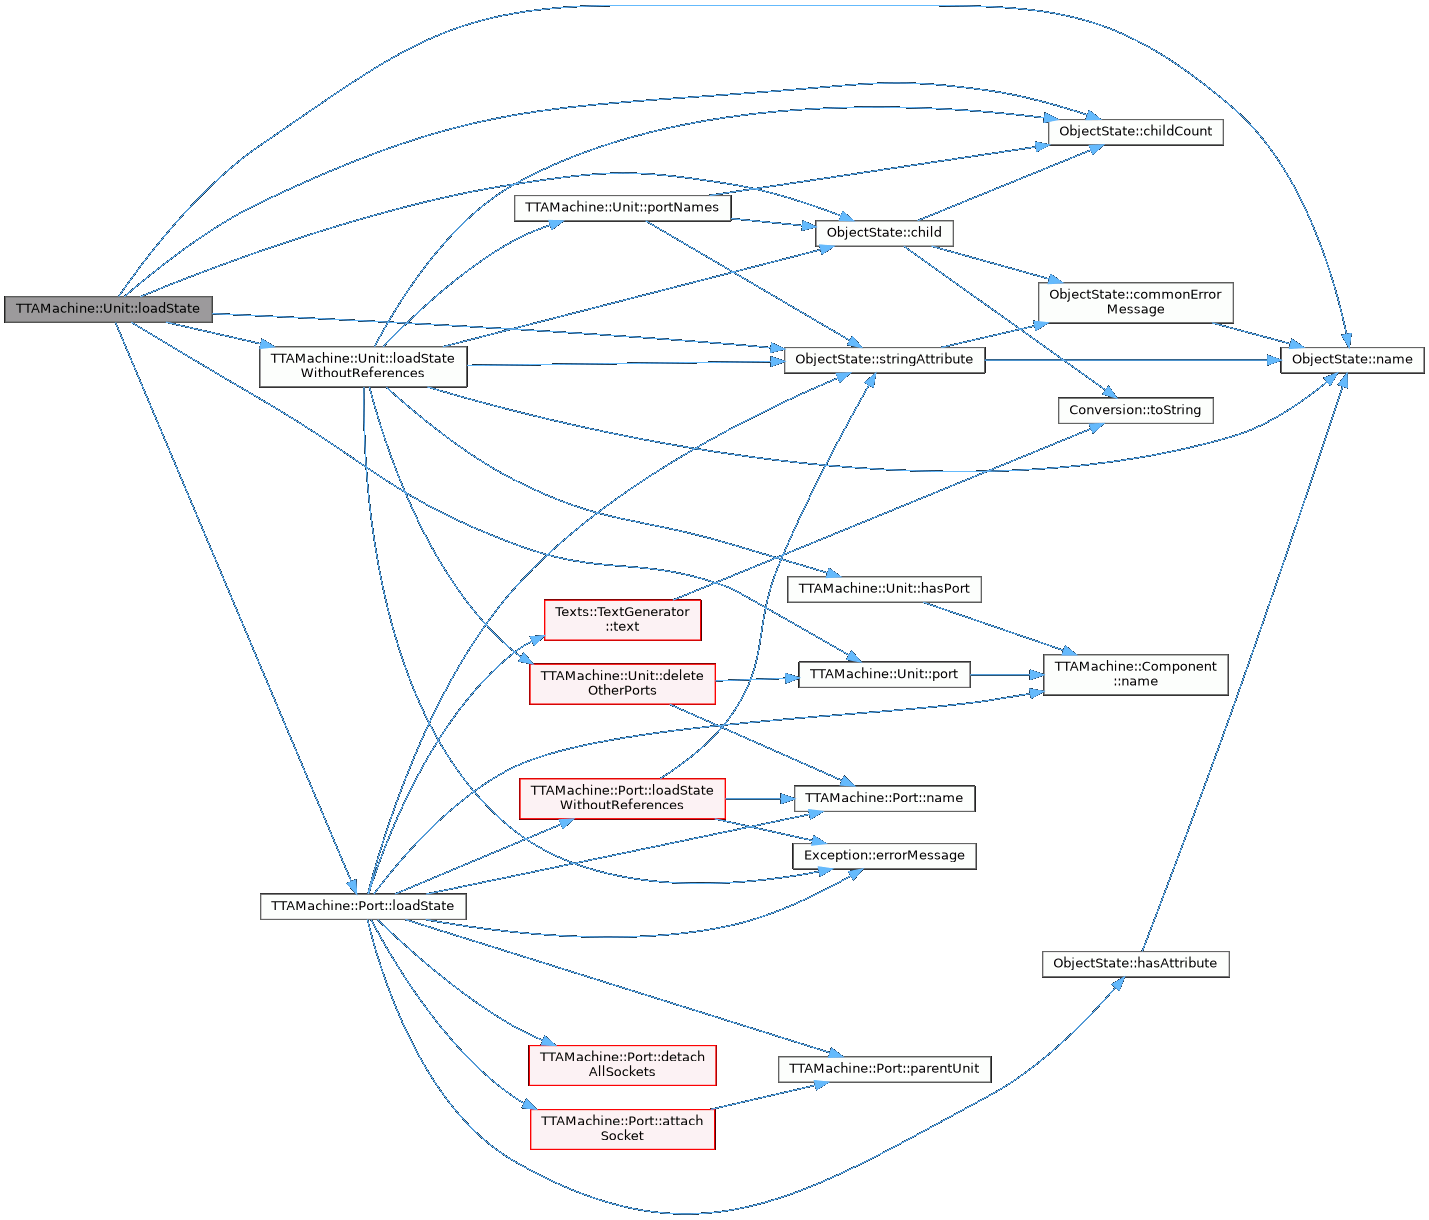 TTAMachine::Unit::loadState
TTAMachine::Unit::loadState
WithoutReferences
TTAMachine::Port::loadState
TTAMachine::Unit::portNames
Texts::TextGenerator
::text
TTAMachine::Unit::delete
OtherPorts
TTAMachine::Port::loadState
WithoutReferences
TTAMachine::Port::detach
AllSockets
TTAMachine::Port::attach
Socket
ObjectState::child
ObjectState::stringAttribute
TTAMachine::Unit::hasPort
TTAMachine::Unit::port
TTAMachine::Port::name
Exception::errorMessage
TTAMachine::Port::parentUnit
ObjectState::childCount
ObjectState::commonError
Message
Conversion::toString
TTAMachine::Component
::name
ObjectState::hasAttribute
ObjectState::name